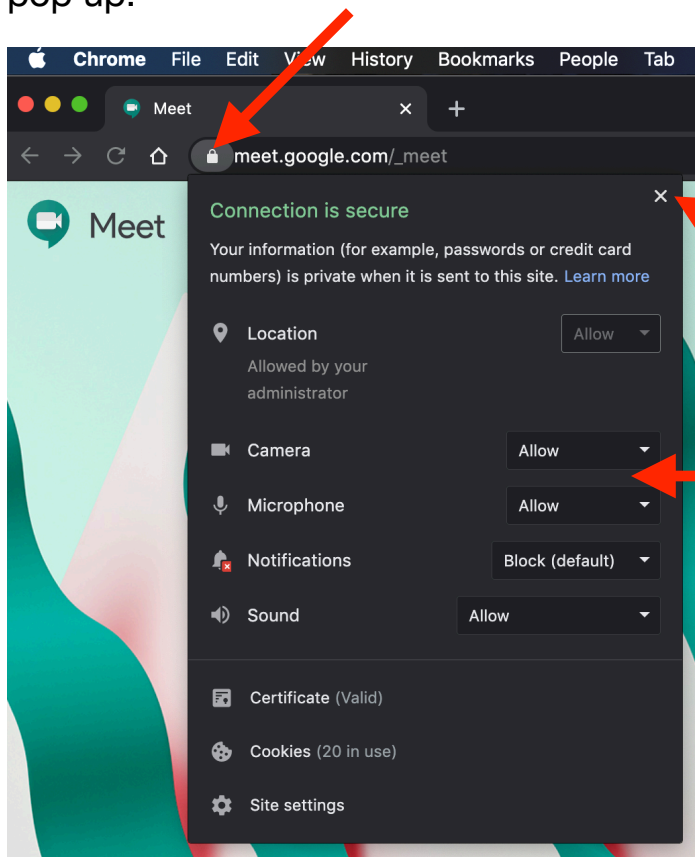 pop up.
Chrome File Edit View History Bookmarks People Tab
Meet
meet.google.com/_meet
Meet
Connection is secure
Your information (for example, passwords or credit card
numbers) is private when it is sent to this site. Learn more
Location Allow
Allowed by your
administrator
Camera Allow
Microphone Allow
Notifications Block (default)
Sound Allow
Certificate (Valid)
Cookies (20 in use)
Site settings